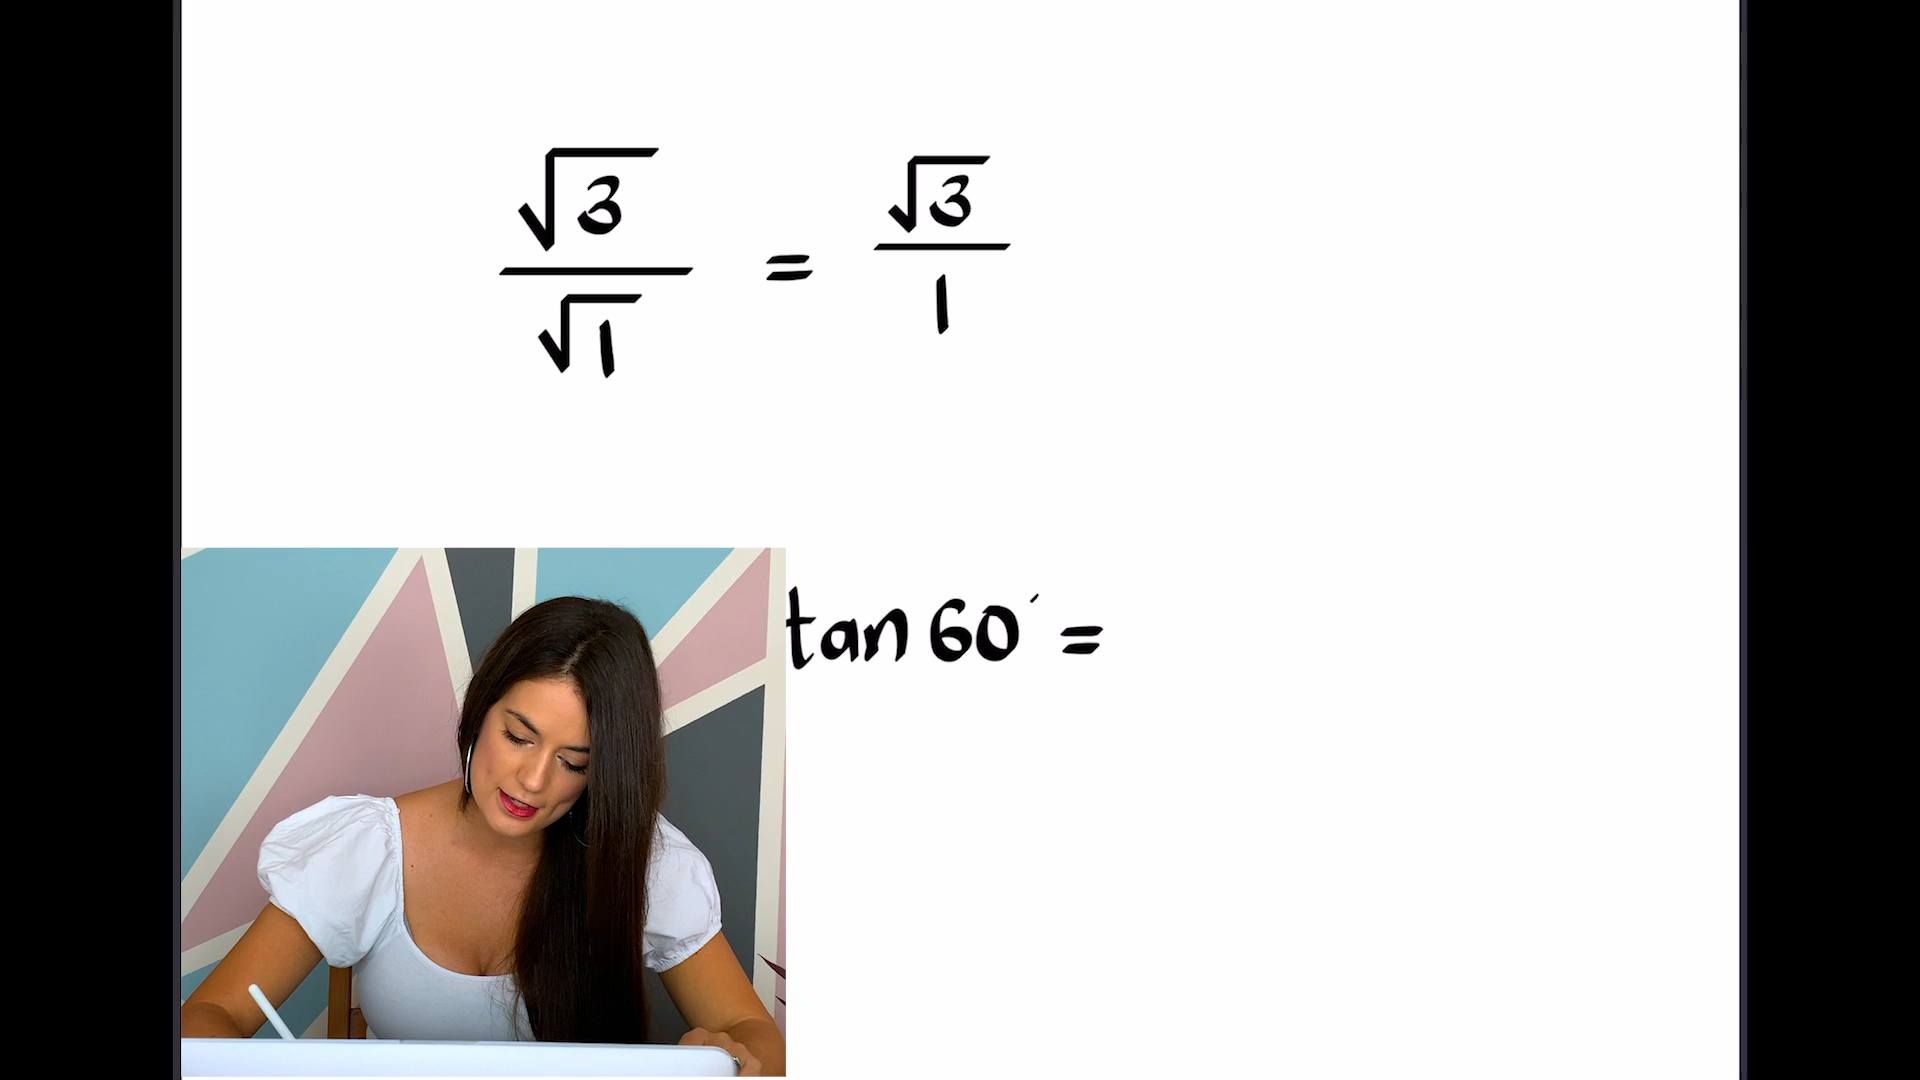 √3/√1 = √3/1
tan 60° =